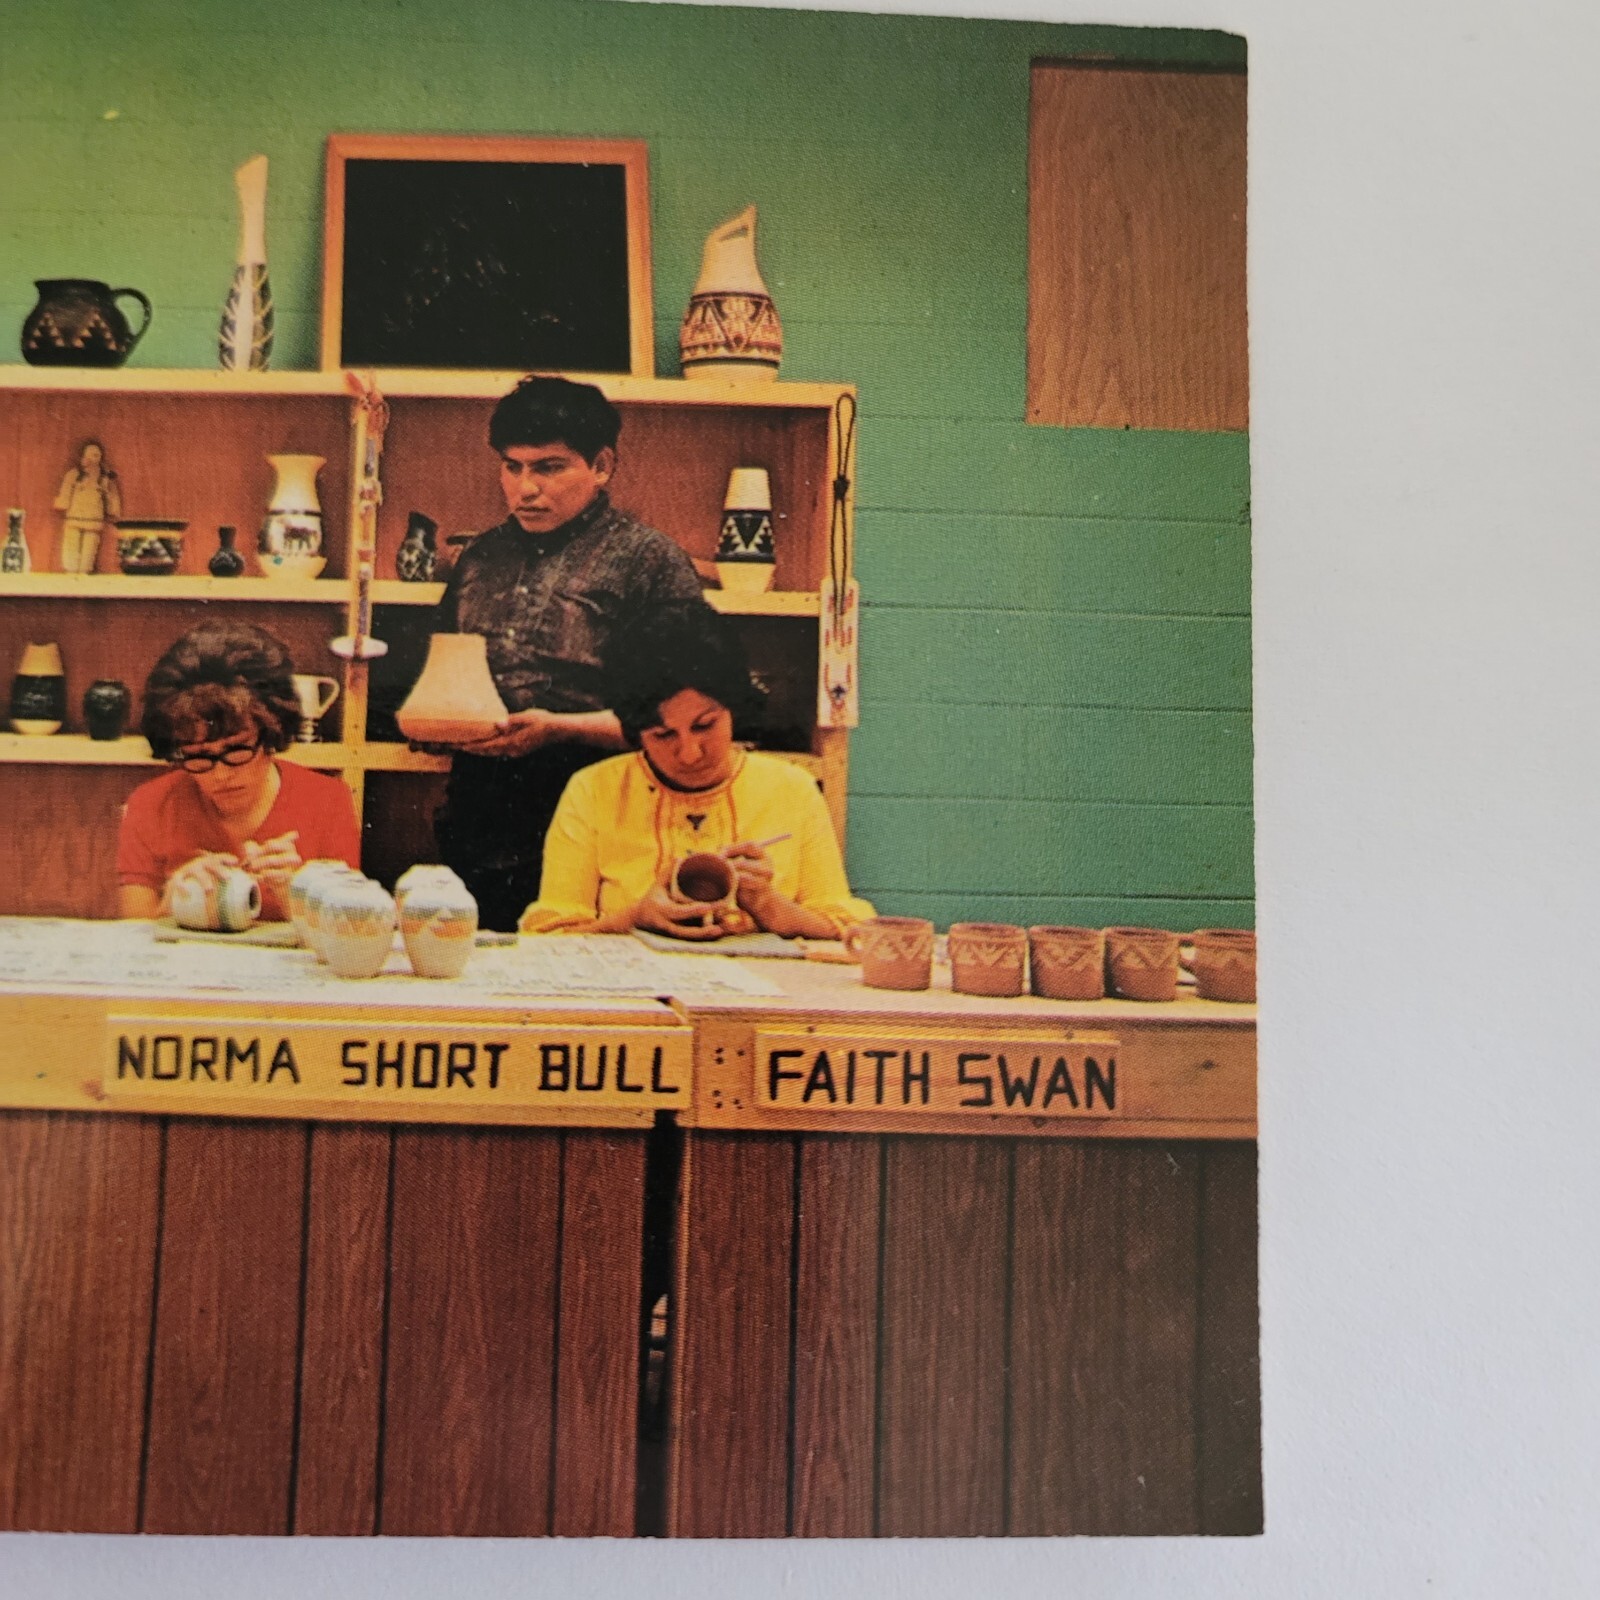 NORMA SHORT BULL
FAITH SWAN